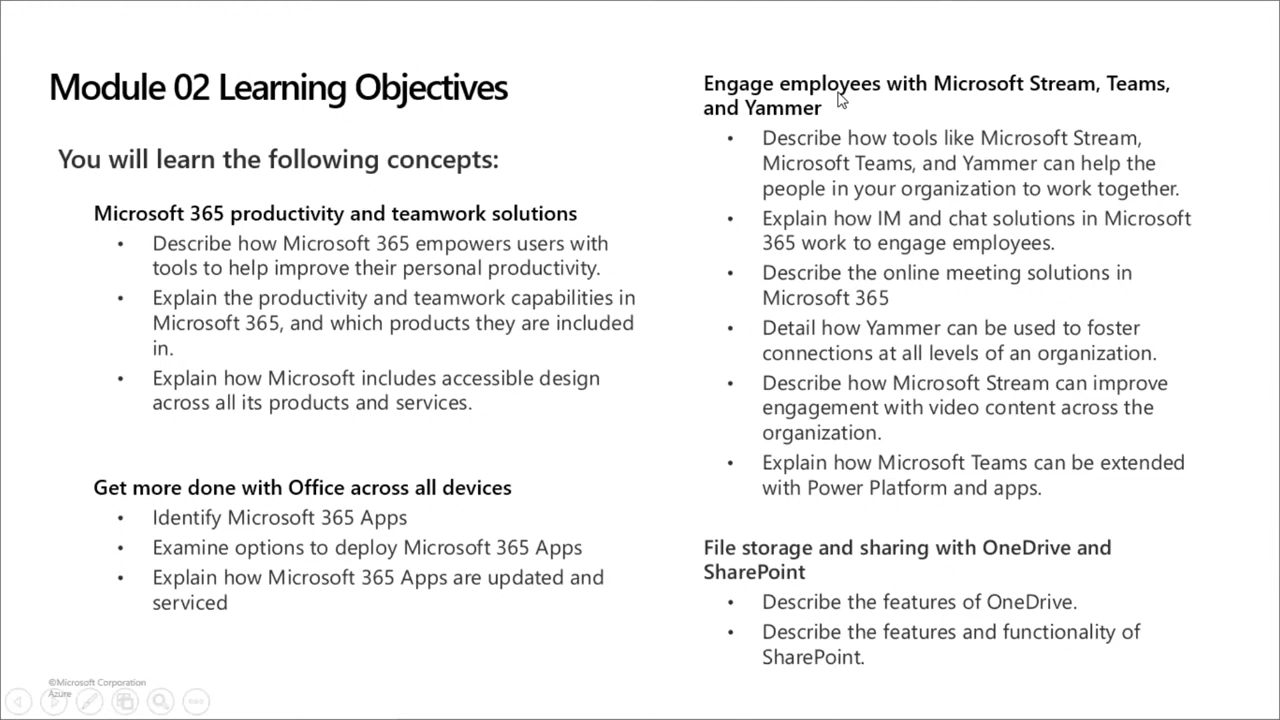 Module 02 Learning Objectives
You will learn the following concepts:
Microsoft 365 productivity and teamwork solutions
• Describe how Microsoft 365 empowers users with
tools to help improve their personal productivity.
• Explain the productivity and teamwork capabilities in
Microsoft 365, and which products they are included
in.
• Explain how Microsoft includes accessible design
across all its products and services.
Get more done with Office across all devices
• Identify Microsoft 365 Apps
• Examine options to deploy Microsoft 365 Apps
• Explain how Microsoft 365 Apps are updated and
serviced
Engage employees with Microsoft Stream, Teams,
and Yammer
• Describe how tools like Microsoft Stream,
Microsoft Teams, and Yammer can help the
people in your organization to work together.
• Explain how IM and chat solutions in Microsoft
365 work to engage employees.
• Describe the online meeting solutions in
Microsoft 365
• Detail how Yammer can be used to foster
connections at all levels of an organization.
• Describe how Microsoft Stream can improve
engagement with video content across the
organization.
• Explain how Microsoft Teams can be extended
with Power Platform and apps.
File storage and sharing with OneDrive and
SharePoint
• Describe the features of OneDrive.
• Describe the features and functionality of
SharePoint.
©Microsoft Corporation
Azure